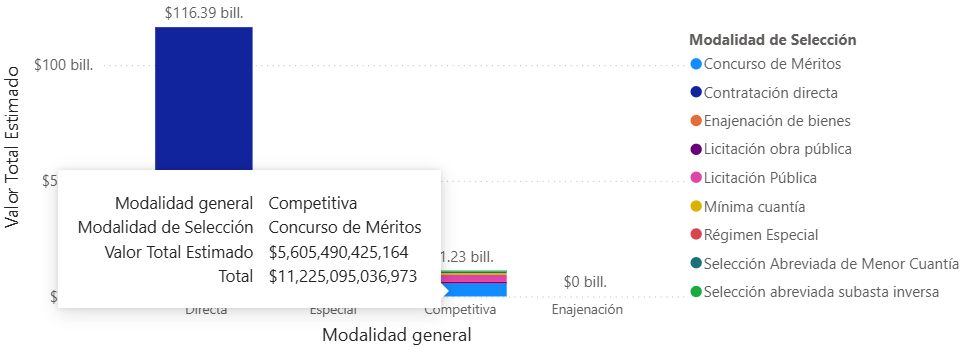 $116.39 bill.
Modalidad de Selección
$100 bill.
Concurso de Méritos
Contratación directa
Enajenación de bienes
Licitación obra pública
Licitación Pública
Mínima cuantía
Régimen Especial
Selección Abreviada de Menor Cuantía
Selección abreviada subasta inversa
Valor Total Estimado
$5
$
Modalidad general Competitiva
Modalidad de Selección Concurso de Méritos
Valor Total Estimado $5,605,490,425,164
Total $11,225,095,036,973
1.23 bill.
$0 bill.
Directa Especial Competitiva Enajenación
Modalidad general